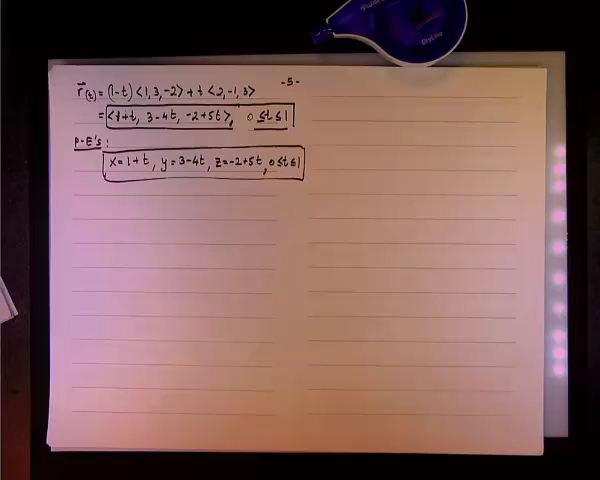 -5-
r⃗(t) = (1-t) <1, 3, -2> + t <2, -1, 3>
= <1+t, 3-4t, -2+5t>, 0 ≤ t ≤ 1
P-E's:
x = 1+t, y = 3-4t, z = -2+5t, 0 ≤ t ≤ 1
DryLine